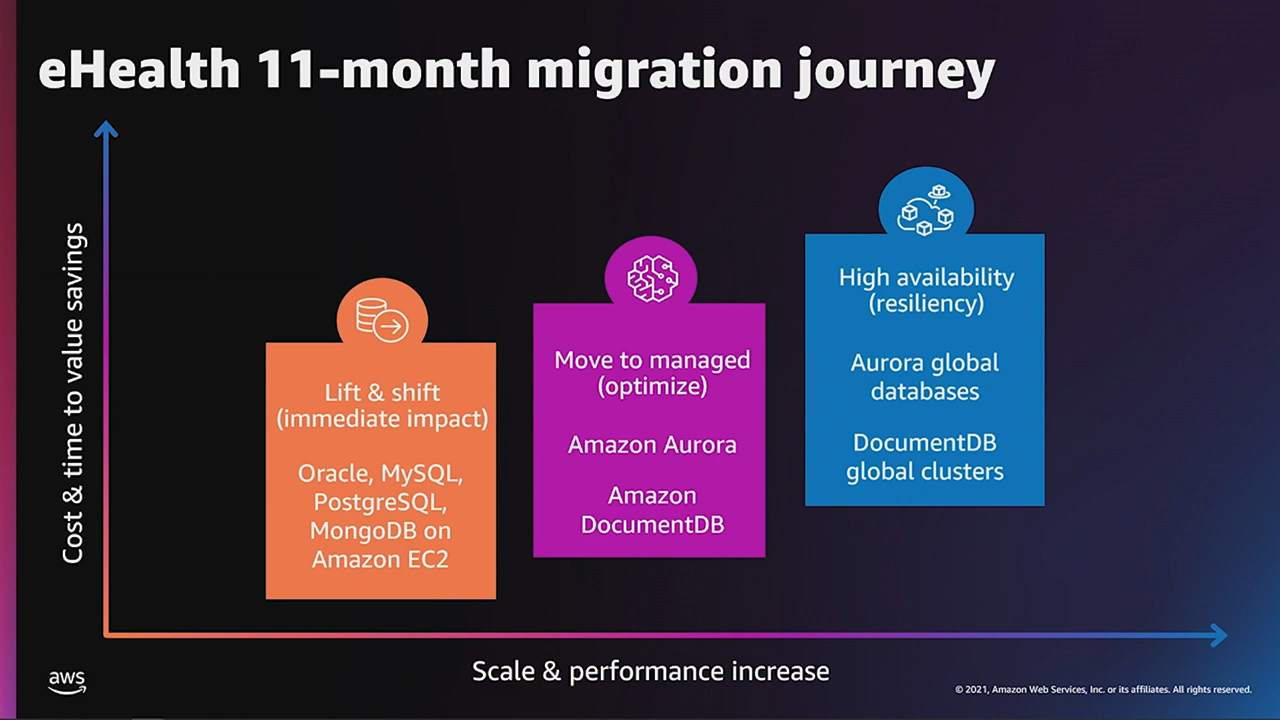 eHealth 11-month migration journey
Cost & time to value savings
Lift & shift
(immediate impact)
Oracle, MySQL,
PostgreSQL,
MongoDB on
Amazon EC2
Move to managed
(optimize)
Amazon Aurora
Amazon
DocumentDB
High availability
(resiliency)
Aurora global
databases
DocumentDB
global clusters
Scale & performance increase
aws
© 2021, Amazon Web Services, Inc. or its affiliates. All rights reserved.